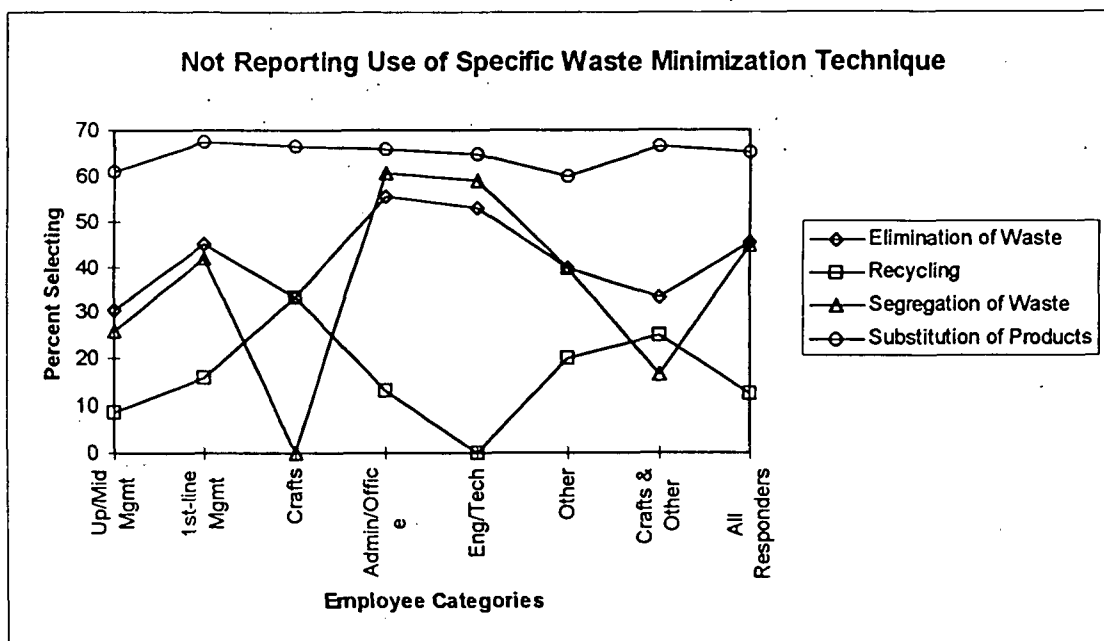 Not Reporting Use of Specific Waste Minimization Technique
Percent Selecting
70
60
50
40
30
20
10
0
Up/Mid
Mgmt
1st-line
Mgmt
Crafts
Admin/Offic
e
Eng/Tech
Other
Crafts &
Other
All
Responders
Employee Categories
Elimination of Waste
Recycling
Segregation of Waste
Substitution of Products